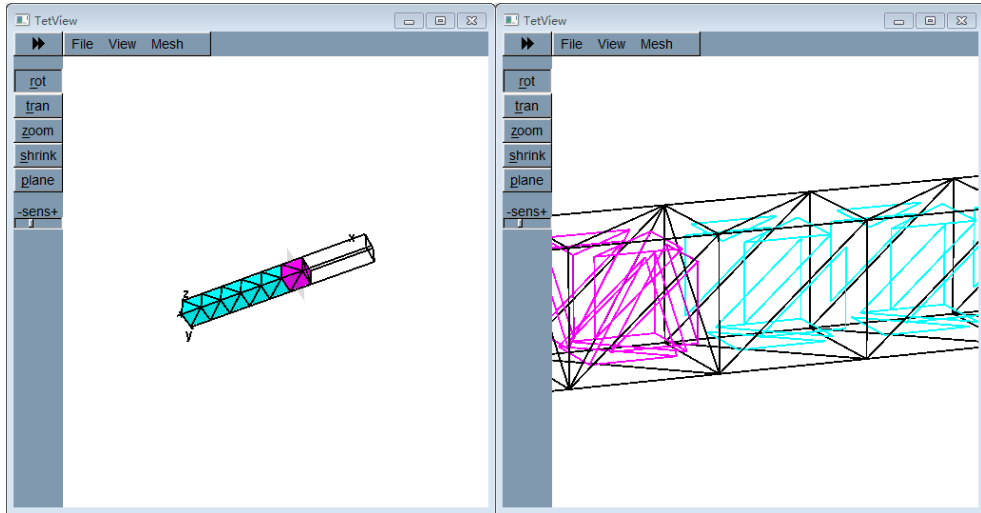 TetView
File View Mesh
rot
tran
zoom
shrink
plane
-sens+
x
z
y
TetView
File View Mesh
rot
tran
zoom
shrink
plane
-sens+